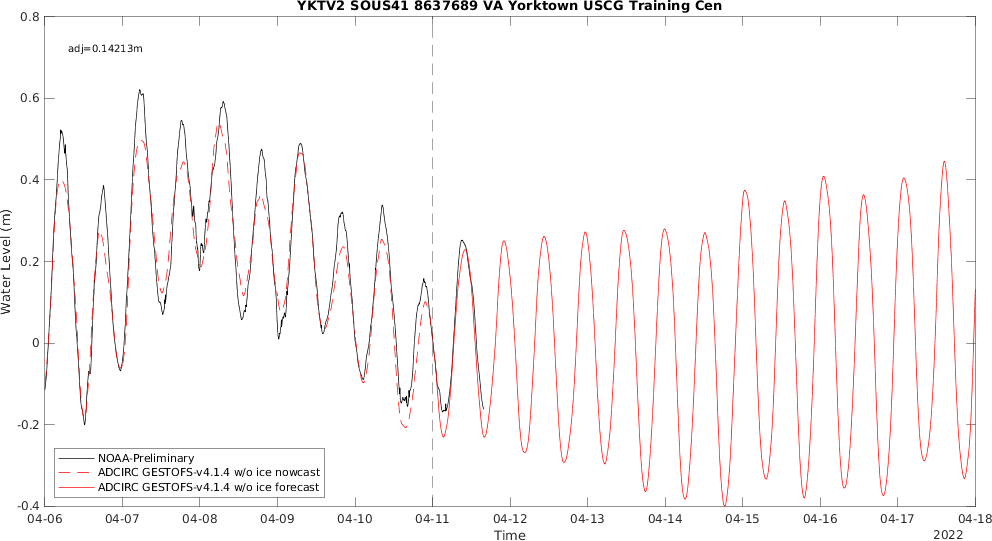 YKTV2 SOUS41 8637689 VA Yorktown USCG Training Cen
adj=0.14213m
0.8
0.6
0.4
0.2
0
-0.2
-0.4
Water Level (m)
NOAA-Preliminary
ADCIRC GESTOFS-v4.1.4 w/o ice nowcast
ADCIRC GESTOFS-v4.1.4 w/o ice forecast
04-06 04-07 04-08 04-09 04-10 04-11 04-12 04-13 04-14 04-15 04-16 04-17 04-18
Time
2022